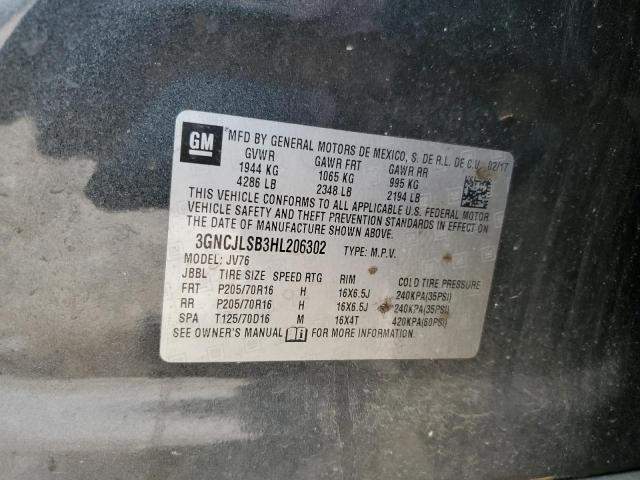 GM
*MFD BY GENERAL MOTORS DE MEXICO, S. DE R.L. DE C.V. 02/17
GVWR GAWR FRT GAWR RR
1944 KG 1065 KG 995 KG
4286 LB 2348 LB 2194 LB
THIS VEHICLE CONFORMS TO ALL APPLICABLE U.S. FEDERAL MOTOR
VEHICLE SAFETY AND THEFT PREVENTION STANDARDS IN EFFECT ON
THE DATE OF MANUFACTURE SHOWN ABOVE.
3GNCJLSB3HL206302 TYPE: M.P.V.
MODEL: JV76
JBBL TIRE SIZE SPEED RTG RIM COLD TIRE PRESSURE
FRT P205/70R16 H 16X6.5J 240KPA(35PSI)
RR P205/70R16 H 16X6.5J 240KPA(35PSI)
SPA T125/70D16 M 16X4T 420KPA(60PSI)
SEE OWNER'S MANUAL FOR MORE INFORMATION.